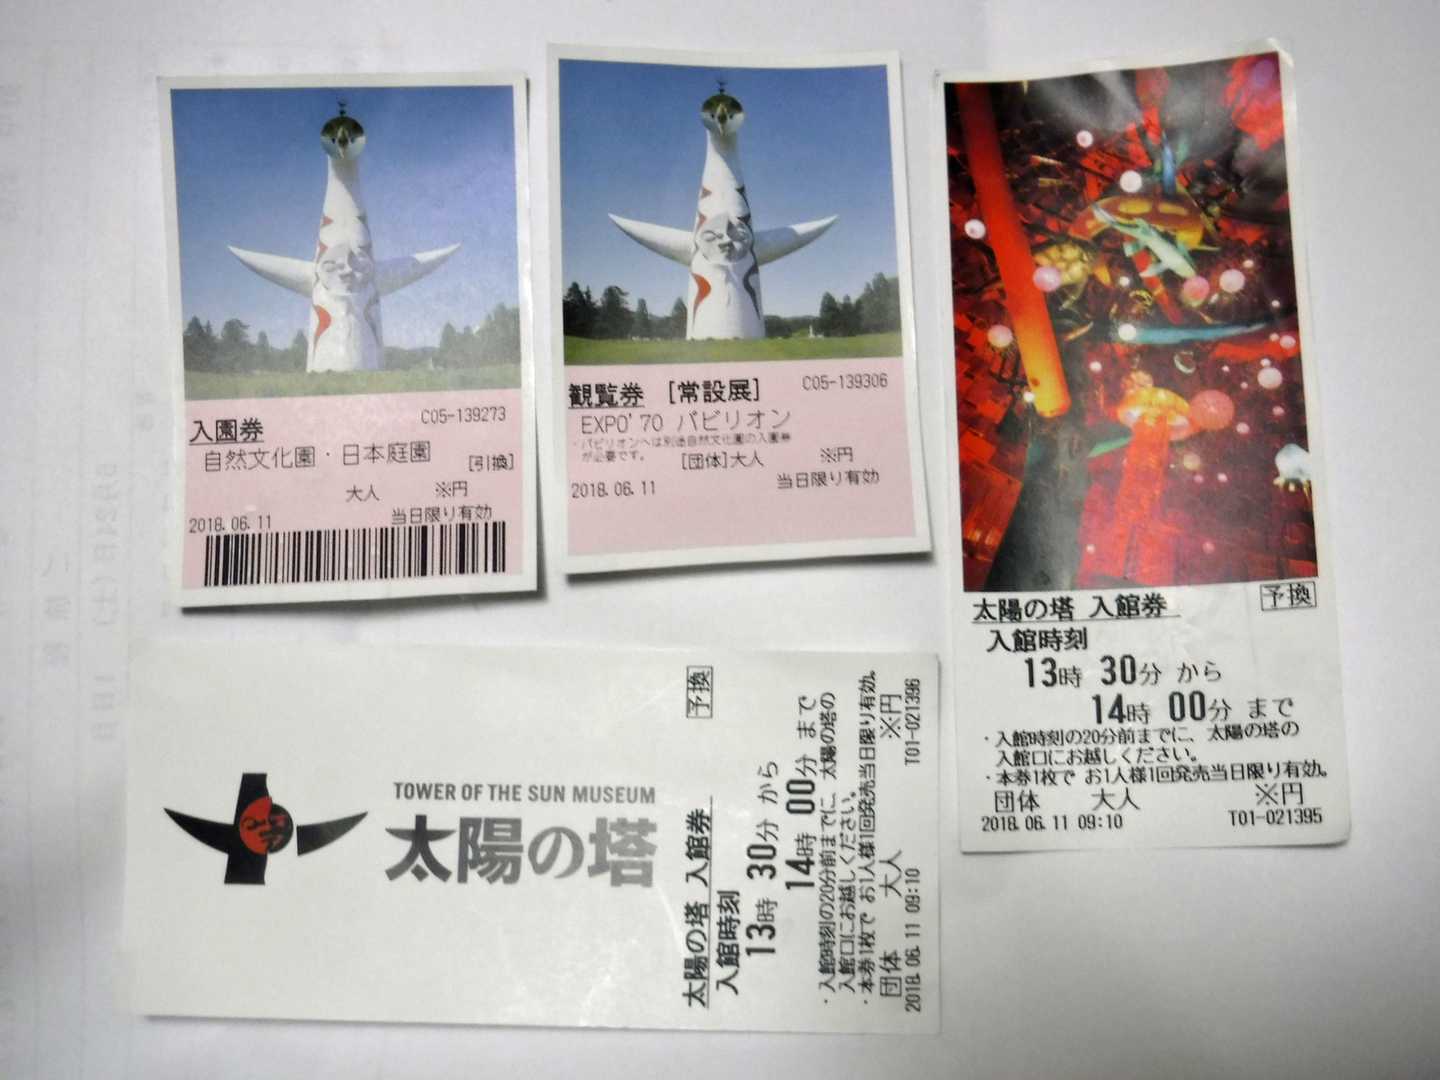 入園券
C05-139273
自然文化園・日本庭園
[引換]
大人 ※円
2018.06.11 当日限り有効
観覧券 [常設展] C05-139306
EXPO'70 パビリオン
・パビリオンへは別途自然文化園の入園券
が必要です。
[団体]大人 ※円
2018.06.11 当日限り有効
予換
太陽の塔 入館券
入館時刻
13時 30分 から
14時 00分 まで
・入館時刻の20分前までに、太陽の塔の
入館口にお越しください。
・本券1枚で お1人様1回発売当日限り有効。
団体 大人 ※円
2018.06.11 09:10 T01-021395
TOWER OF THE SUN MUSEUM
太陽の塔
予換
太陽の塔 入館券
入館時刻
13時 30分 から
14時 00分 まで
・入館時刻の20分前までに、太陽の塔の
入館口にお越しください。
・本券1枚で お1人様1回発売当日限り有効。
団体 大人 ※円
2018.06.11 09:10 T01-021396